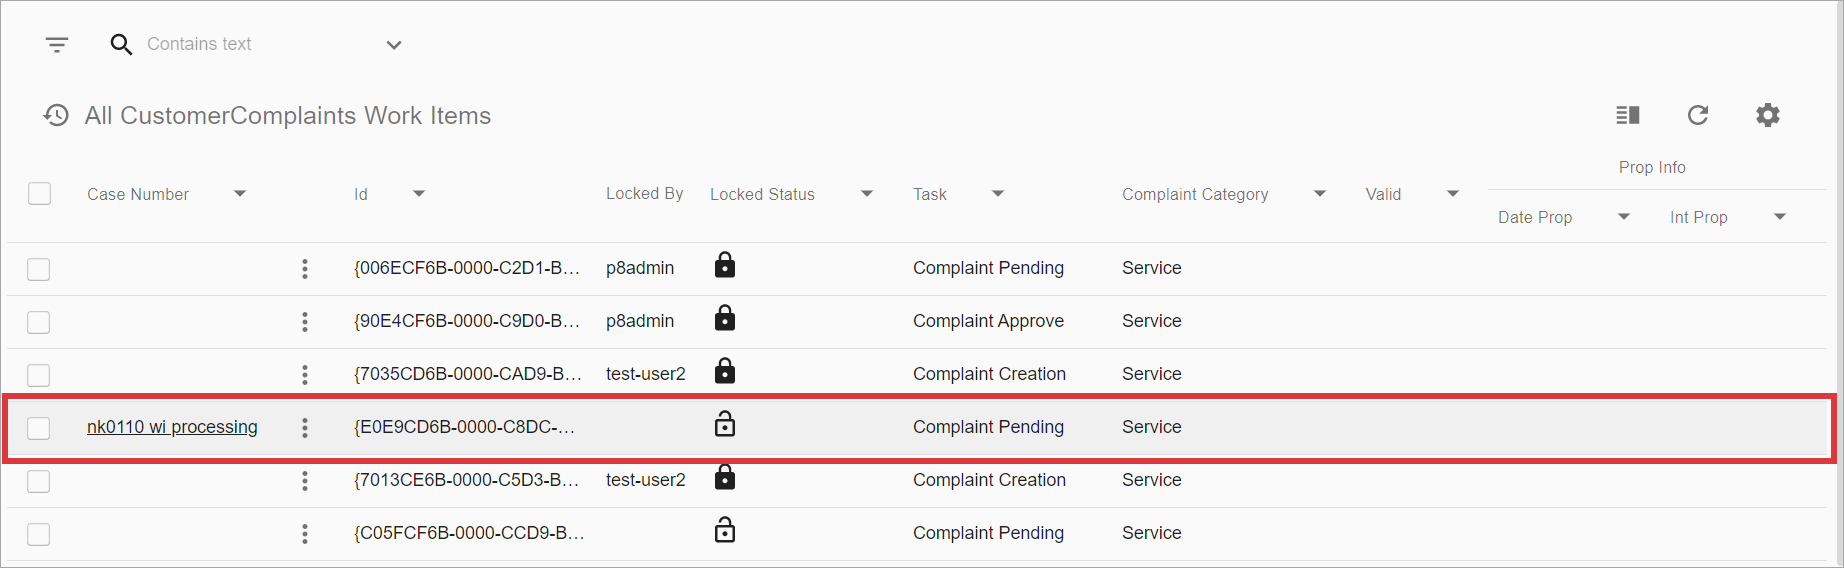 Contains text
All CustomerComplaints Work Items
Prop Info
Case Number Id Locked By Locked Status Task Complaint Category Valid
Date Prop Int Prop
{006ECF6B-0000-C2D1-B... p8admin Complaint Pending Service
{90E4CF6B-0000-C9D0-B... p8admin Complaint Approve Service
{7035CD6B-0000-CAD9-B... test-user2 Complaint Creation Service
nk0110 wi processing {E0E9CD6B-0000-C8DC-... Complaint Pending Service
{7013CE6B-0000-C5D3-B... test-user2 Complaint Creation Service
{C05FCF6B-0000-CCD9-B... Complaint Pending Service